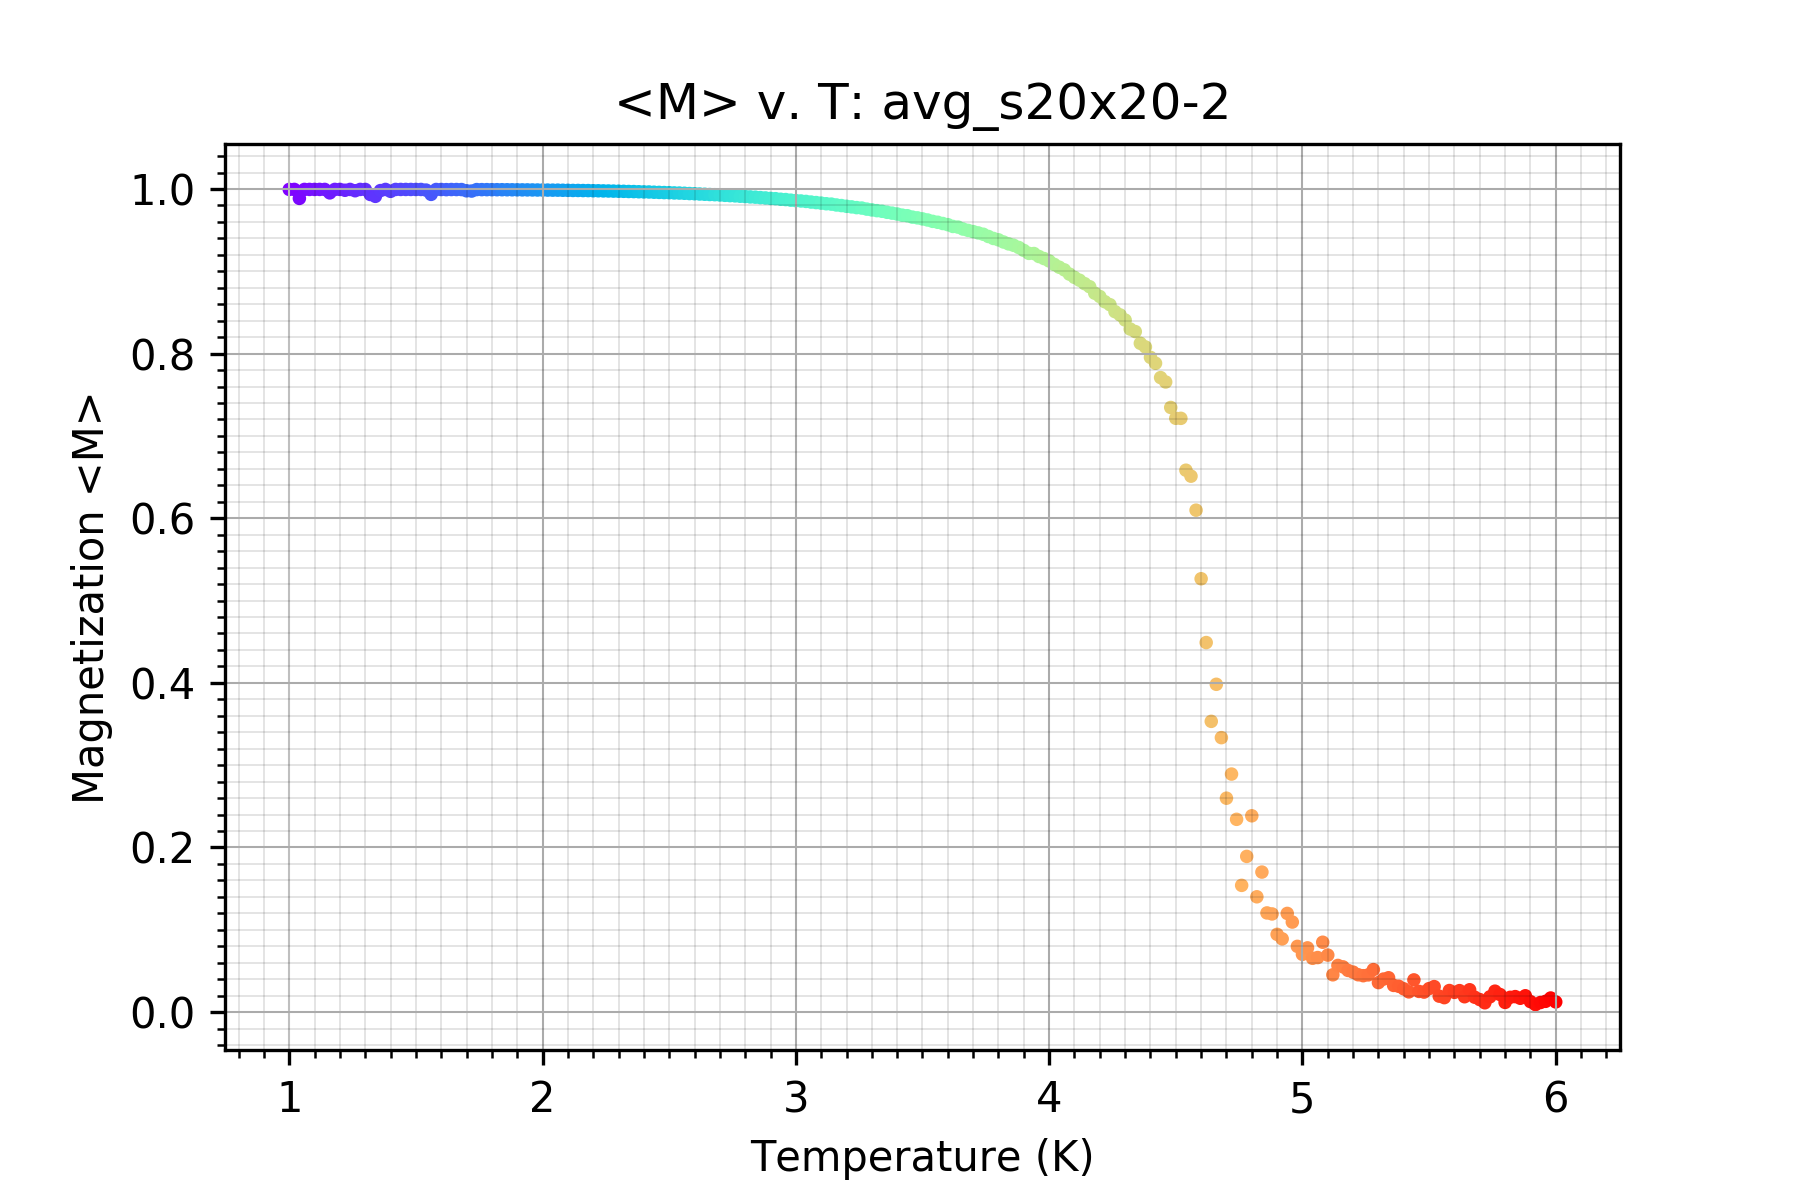 <M> v. T: avg_s20x20-2
Magnetization <M>
1.0
0.8
0.6
0.4
0.2
0.0
1 2 3 4 5 6
Temperature (K)